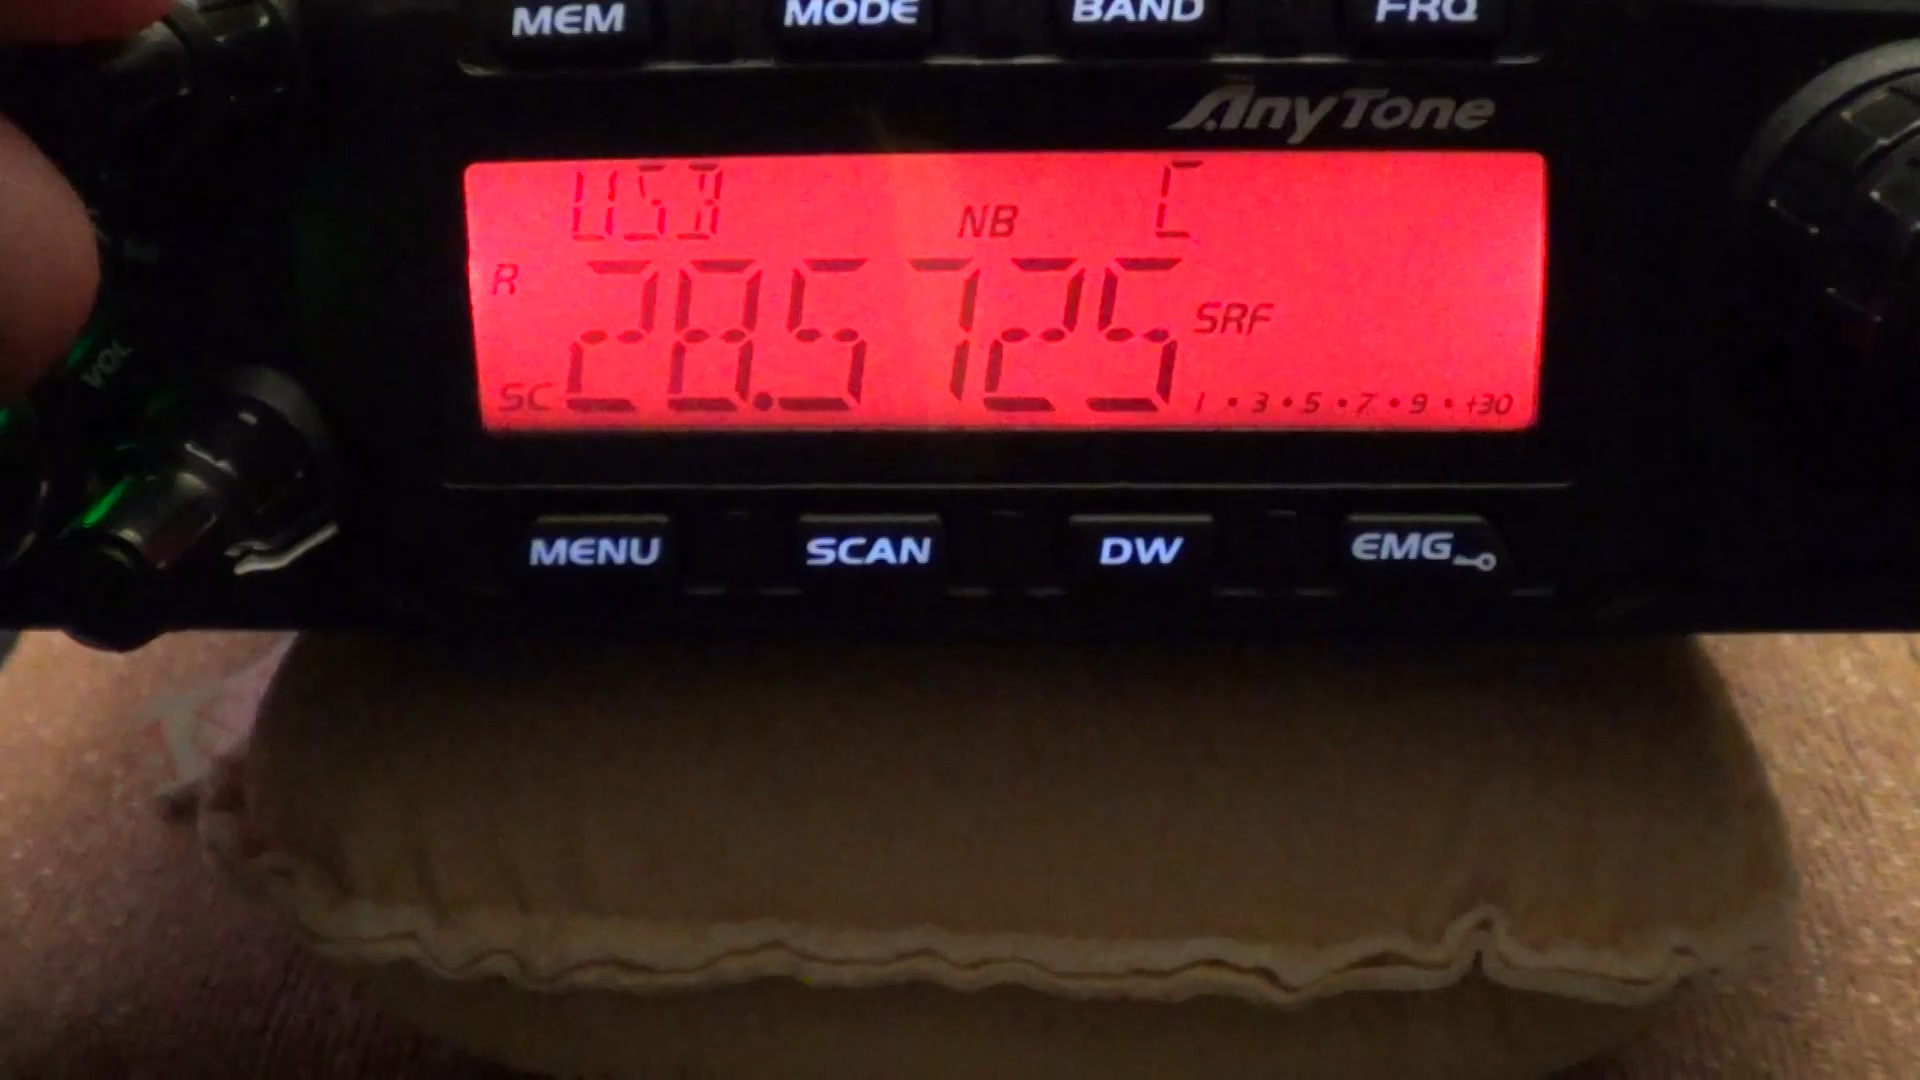 MEM MODE BAND FRQ
AnyTone
USB NB C
R 28.5725 SRF
SC 1 • 3 • 5 • 7 • 9 • +30
VOL
MENU SCAN DW EMG